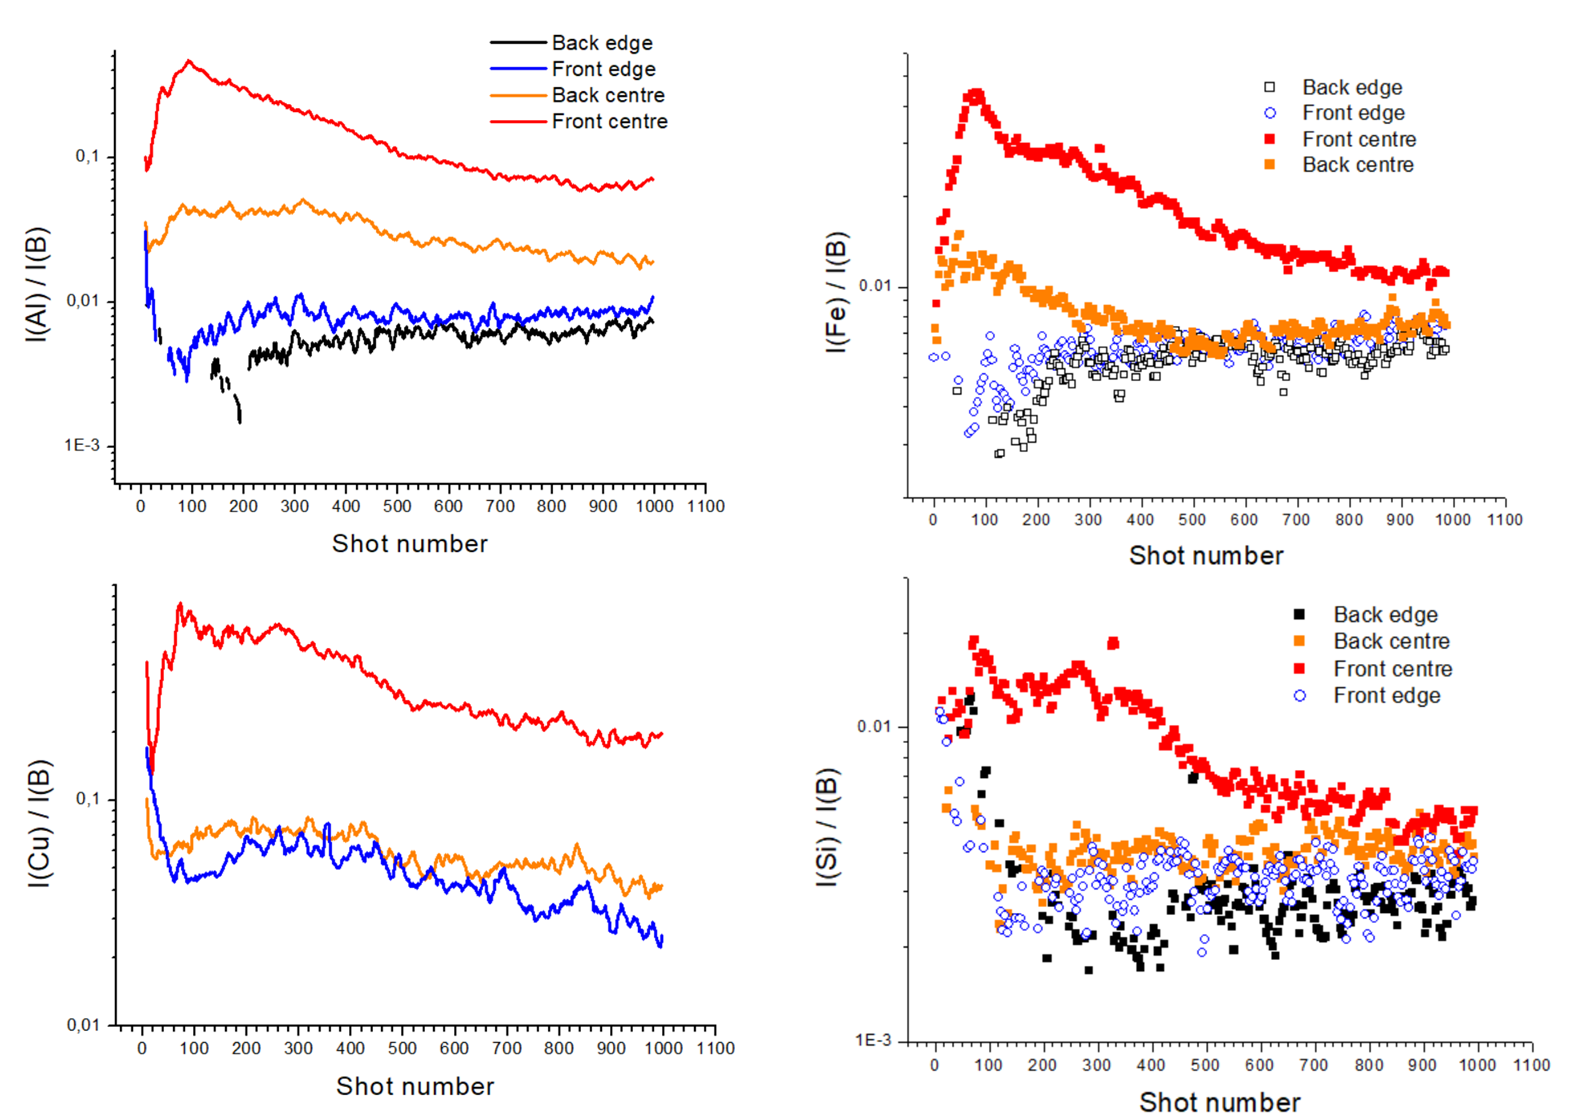 Back edge
Front edge
Back centre
Front centre
0,1
0,01
1E-3
I(Al) / I(B)
0 100 200 300 400 500 600 700 800 900 1000 1100
Shot number
Back edge
Front edge
Front centre
Back centre
0.01
I(Fe) / I(B)
0 100 200 300 400 500 600 700 800 900 1000 1100
Shot number
0,1
0,01
I(Cu) / I(B)
0 100 200 300 400 500 600 700 800 900 1000 1100
Shot number
Back edge
Back centre
Front centre
Front edge
0.01
1E-3
I(Si) / I(B)
0 100 200 300 400 500 600 700 800 900 1000 1100
Shot number